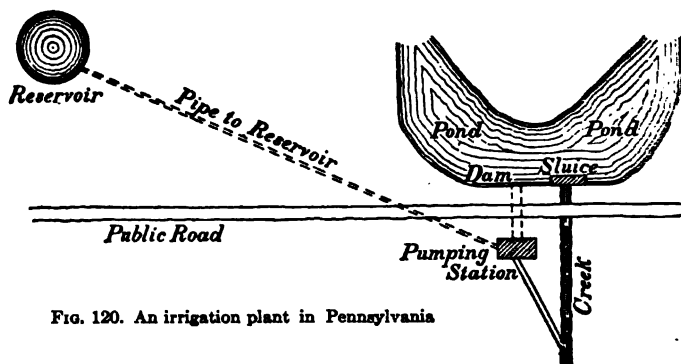 Reservoir
Pipe to Reservoir
Pond
Pond
Dam
Sluice
Public Road
Pumping
Station
Creek
FIG. 120. An irrigation plant in Pennsylvania